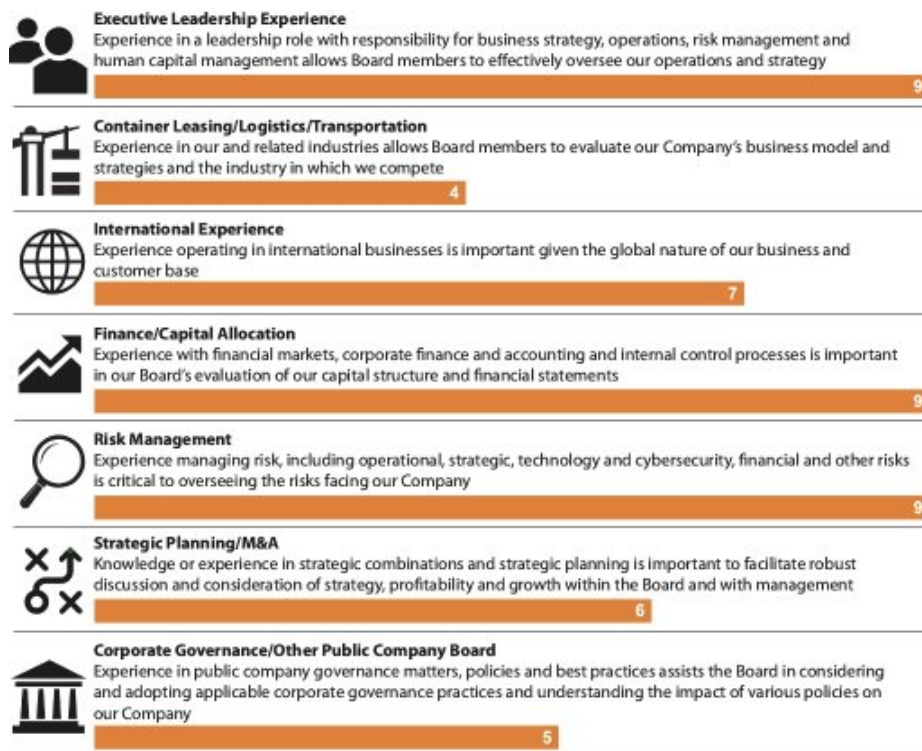 Executive Leadership Experience
Experience in a leadership role with responsibility for business strategy, operations, risk management and
human capital management allows Board members to effectively oversee our operations and strategy
9
Container Leasing/Logistics/Transportation
Experience in our and related industries allows Board members to evaluate our Company's business model and
strategies and the industry in which we compete
4
International Experience
Experience operating in international businesses is important given the global nature of our business and
customer base
7
Finance/Capital Allocation
Experience with financial markets, corporate finance and accounting and internal control processes is important
in our Board's evaluation of our capital structure and financial statements
9
Risk Management
Experience managing risk, including operational, strategic, technology and cybersecurity, financial and other risks
is critical to overseeing the risks facing our Company
9
Strategic Planning/M&A
Knowledge or experience in strategic combinations and strategic planning is important to facilitate robust
discussion and consideration of strategy, profitability and growth within the Board and with management
6
Corporate Governance/Other Public Company Board
Experience in public company governance matters, policies and best practices assists the Board in considering
and adopting applicable corporate governance practices and understanding the impact of various policies on
our Company
5